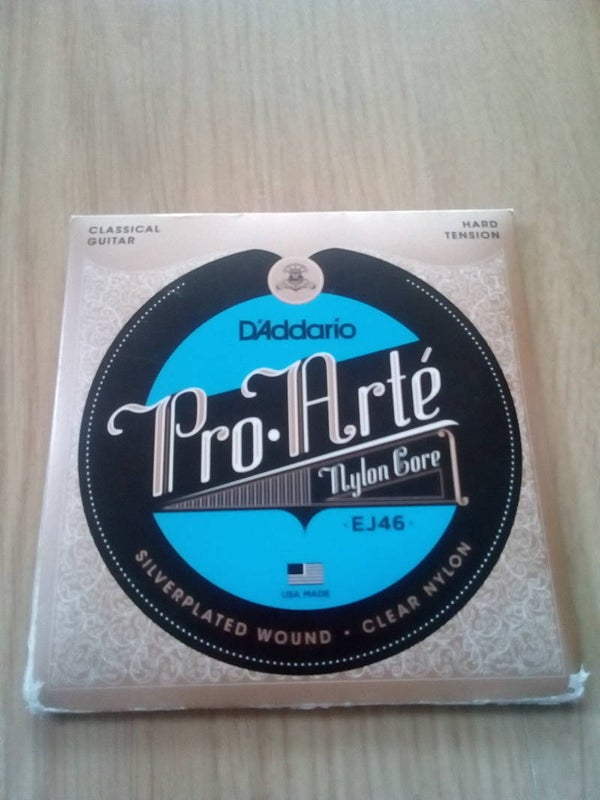 CLASSICAL
GUITAR
HARD
TENSION
D'Addario
Pro·Arté
Nylon Core
EJ46
USA MADE
SILVERPLATED WOUND • CLEAR NYLON